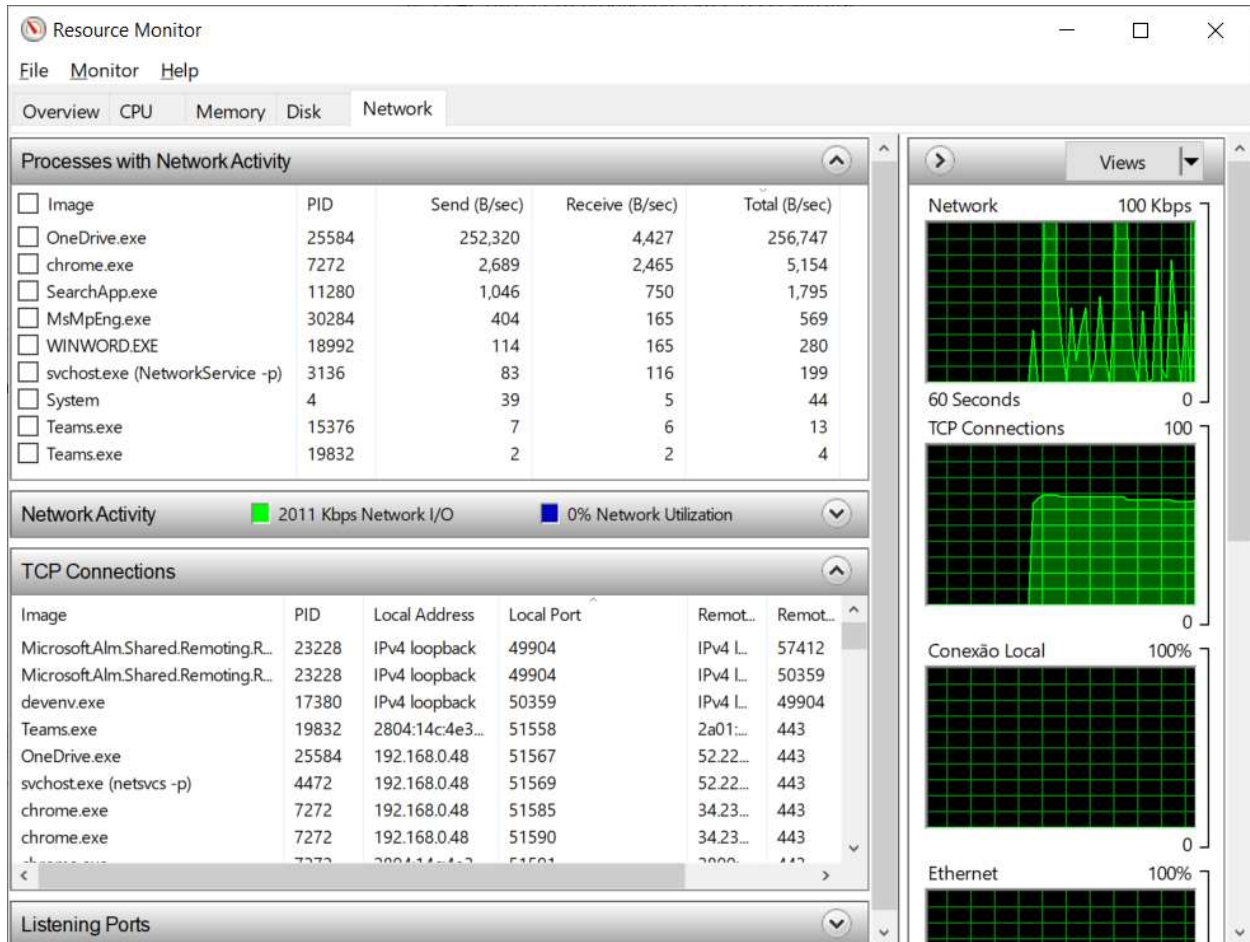 Resource Monitor
File Monitor Help
Overview CPU Memory Disk Network
Processes with Network Activity
Image PID Send (B/sec) Receive (B/sec) Total (B/sec)
OneDrive.exe 25584 252,320 4,427 256,747
chrome.exe 7272 2,689 2,465 5,154
SearchApp.exe 11280 1,046 750 1,795
MsMpEng.exe 30284 404 165 569
WINWORD.EXE 18992 114 165 280
svchost.exe (NetworkService -p) 3136 83 116 199
System 4 39 5 44
Teams.exe 15376 7 6 13
Teams.exe 19832 2 2 4
Network Activity 2011 Kbps Network I/O 0% Network Utilization
TCP Connections
Image PID Local Address Local Port Remot... Remot...
Microsoft.Alm.Shared.Remoting.R... 23228 IPv4 loopback 49904 IPv4 l... 57412
Microsoft.Alm.Shared.Remoting.R... 23228 IPv4 loopback 49904 IPv4 l... 50359
devenv.exe 17380 IPv4 loopback 50359 IPv4 l... 49904
Teams.exe 19832 2804:14c:4e3... 51558 2a01:... 443
OneDrive.exe 25584 192.168.0.48 51567 52.22... 443
svchost.exe (netsvcs -p) 4472 192.168.0.48 51569 52.22... 443
chrome.exe 7272 192.168.0.48 51585 34.23... 443
chrome.exe 7272 192.168.0.48 51590 34.23... 443
Listening Ports
Views
Network 100 Kbps
60 Seconds 0
TCP Connections 100
0
Conexão Local 100%
0
Ethernet 100%